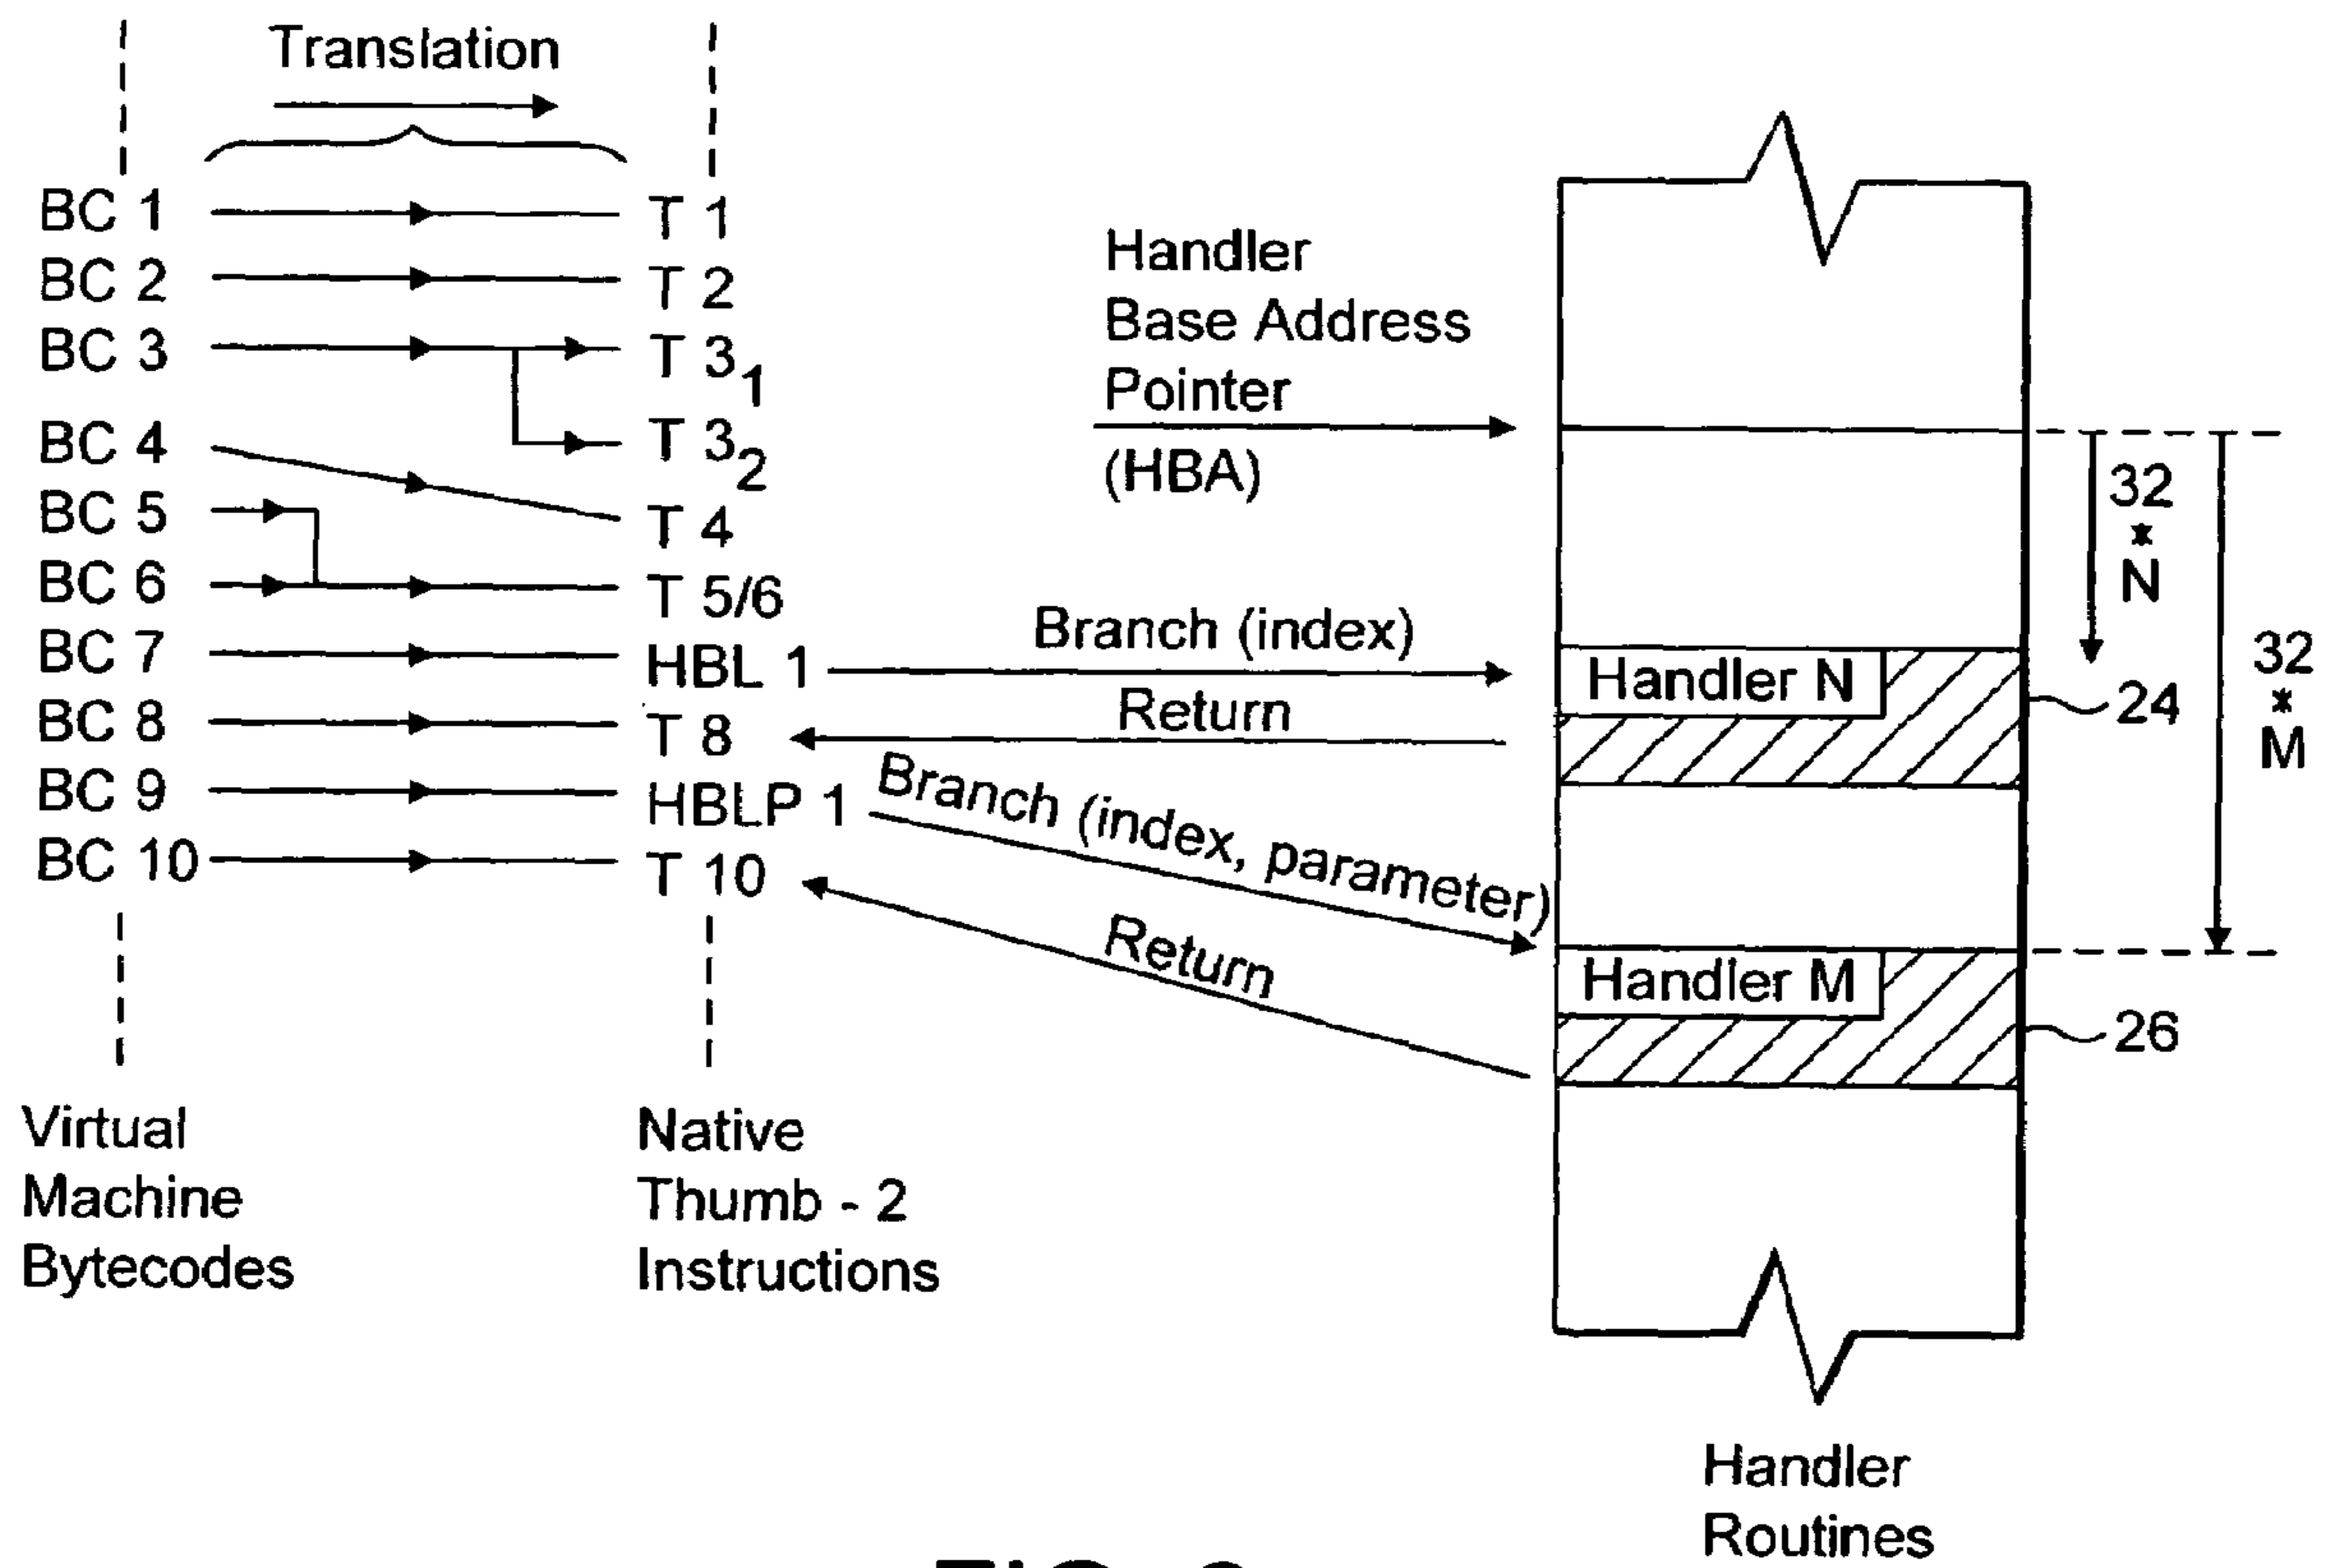 Translation
BC 1
BC 2
BC 3
BC 4
BC 5
BC 6
BC 7
BC 8
BC 9
BC 10
T 1
T 2
T 3₁
T 3₂
T 4
T 5/6
HBL 1
T 8
HBLP 1
T 10
Virtual
Machine
Bytecodes
Native
Thumb - 2
Instructions
Handler
Base Address
Pointer
(HBA)
Branch (index)
Return
Branch (index, parameter)
Return
Handler N
Handler M
32
*
N
32
*
M
24
26
Handler
Routines